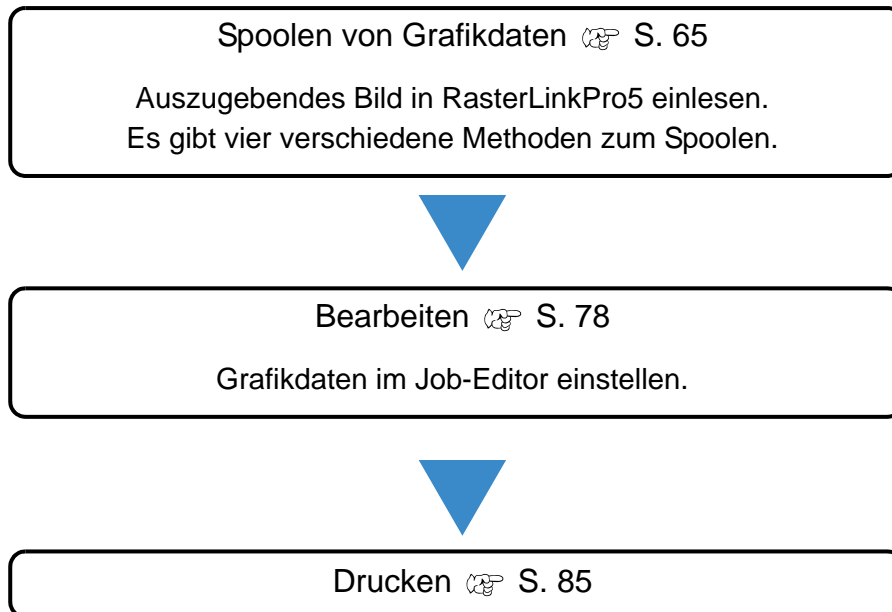 Spoolen von Grafikdaten ☞ S. 65
Auszugebendes Bild in RasterLinkPro5 einlesen.
Es gibt vier verschiedene Methoden zum Spoolen.
Bearbeiten ☞ S. 78
Grafikdaten im Job-Editor einstellen.
Drucken ☞ S. 85